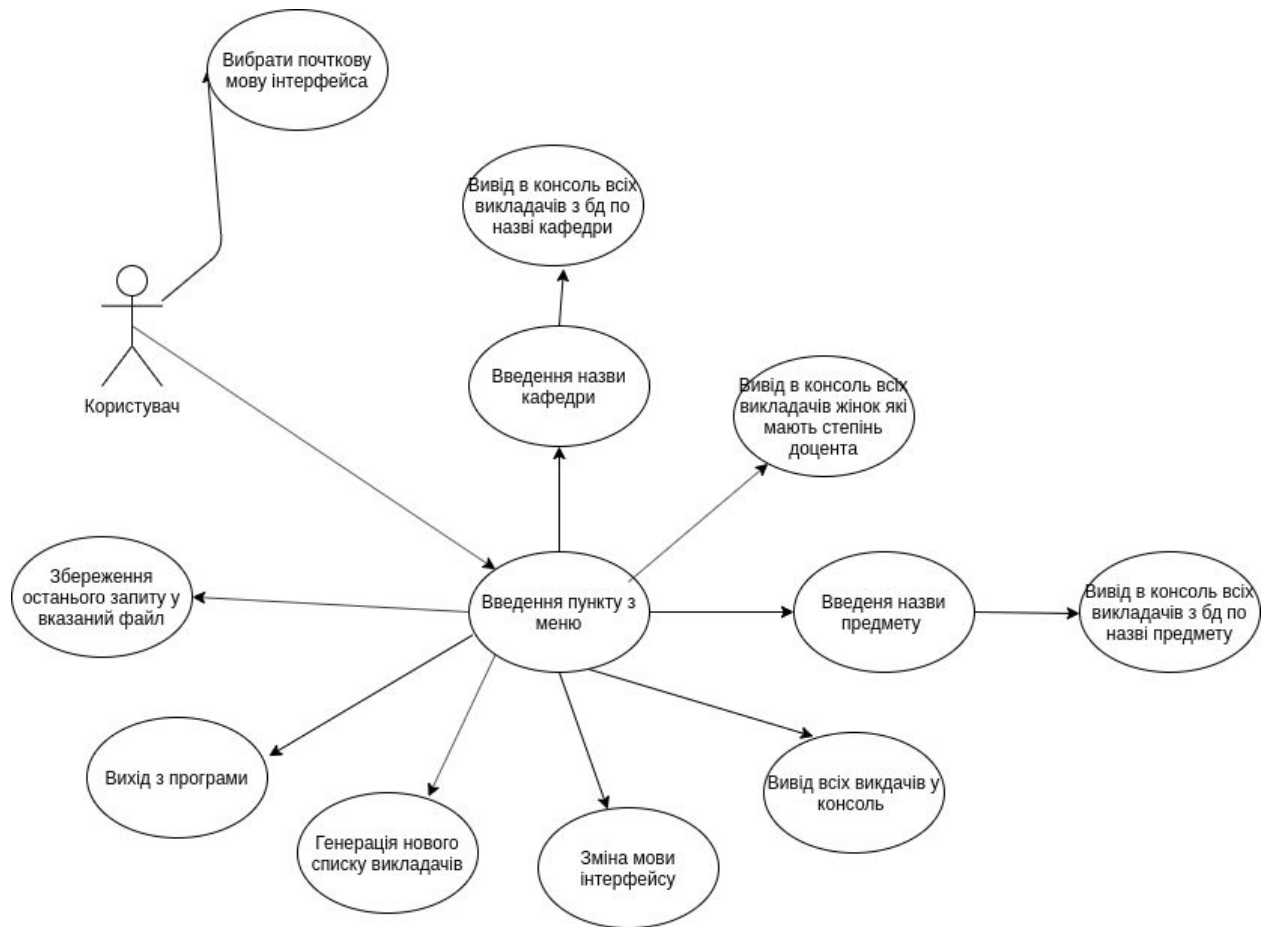 Вибрати почткову
мову інтерфейса
Вивід в консоль всіх
викладачів з бд по
назві кафедри
Введення назви
кафедри
Вивід в консоль всіх
викладачів жінок які
мають степінь
доцента
Користувач
Збереження
останього запиту у
вказаний файл
Введення пункту з
меню
Введеня назви
предмету
Вивід в консоль всіх
викладачів з бд по
назві предмету
Вихід з програми
Генерація нового
списку викладачів
Зміна мови
інтерфейсу
Вивід всіх викдачів у
консоль